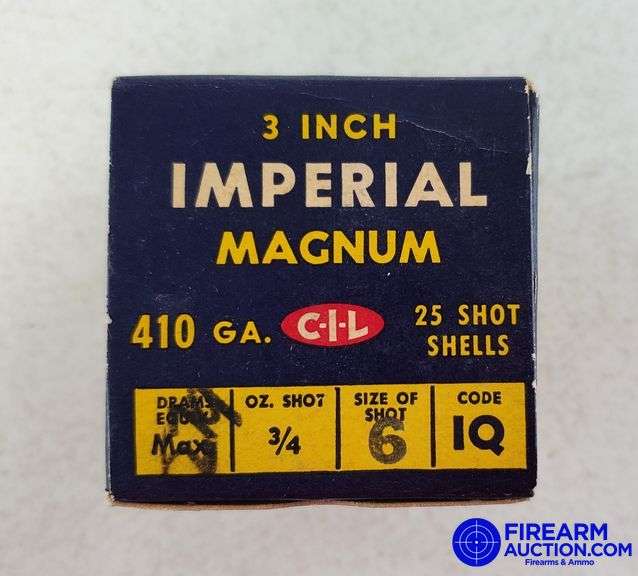 3 INCH
IMPERIAL
MAGNUM
410 GA. C-I-L 25 SHOT
SHELLS
DRAMS
EQUIV
Max
OZ. SHOT
3/4
SIZE OF
SHOT
6
CODE
IQ
FIREARM
AUCTION.COM
Firearms & Ammo